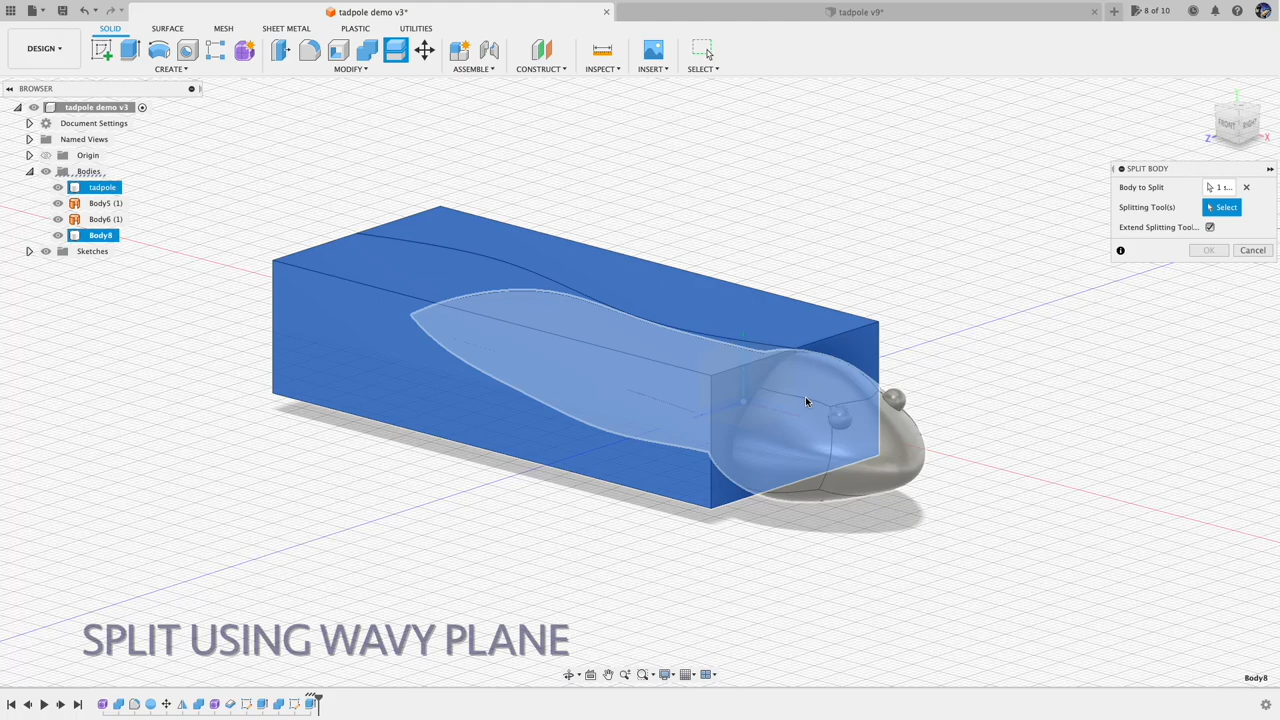 tadpole demo v3*
tadpole v9*
8 of 10
DESIGN
SOLID
SURFACE
MESH
SHEET METAL
PLASTIC
UTILITIES
CREATE
MODIFY
ASSEMBLE
CONSTRUCT
INSPECT
INSERT
SELECT
BROWSER
tadpole demo v3
Document Settings
Named Views
Origin
Bodies
tadpole
Body5 (1)
Body6 (1)
Body8
Sketches
FRONT
RIGHT
Z
X
SPLIT BODY
Body to Split
1 s...
Splitting Tool(s)
Select
Extend Splitting Tool...
OK
Cancel
SPLIT USING WAVY PLANE
Body8